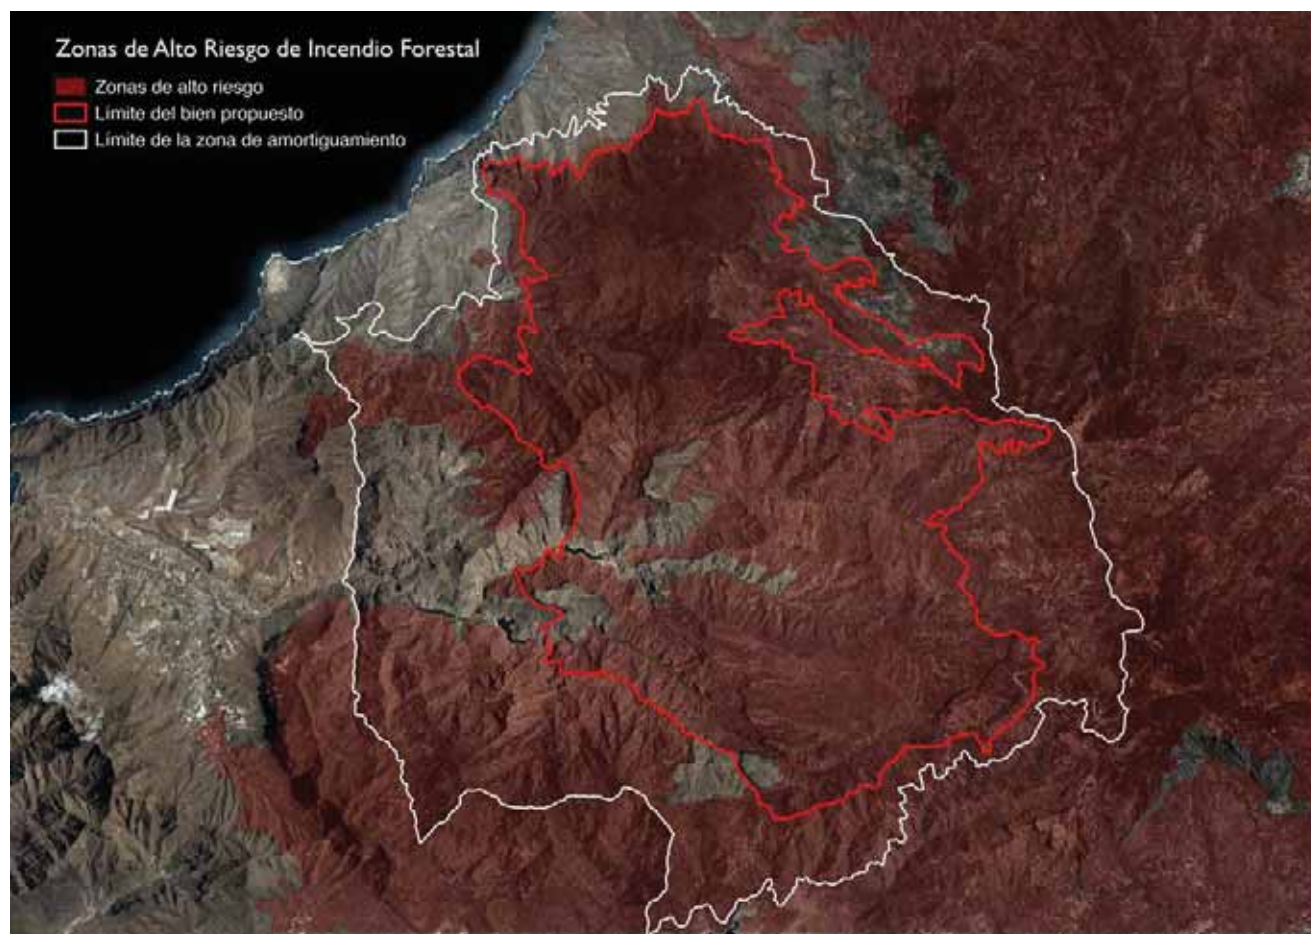 Zonas de Alto Riesgo de Incendio Forestal
Zonas de alto riesgo
Límite del bien propuesto
Límite de la zona de amortiguamiento